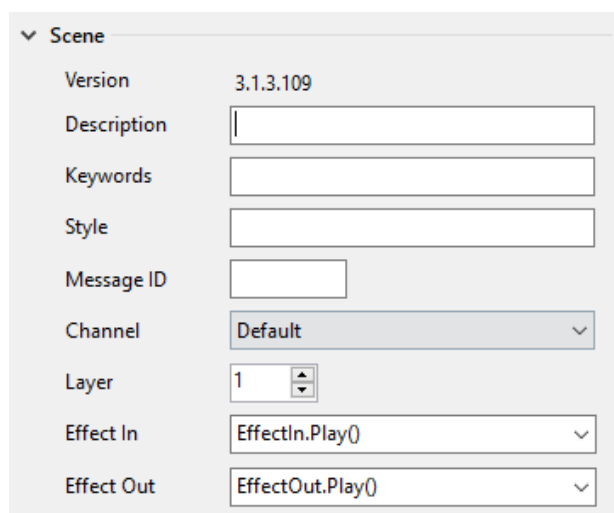 Scene
Version 3.1.3.109
Description
Keywords
Style
Message ID
Channel Default
Layer 1
Effect In EffectIn.Play()
Effect Out EffectOut.Play()